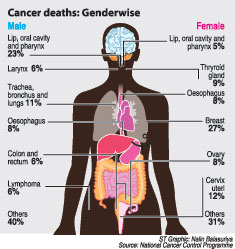 Cancer deaths: Genderwise
Male
Lip, oral cavity
and pharynx
23%
Larynx 6%
Trachea,
bronchus and
lungs 11%
Oesophagus
8%
Colon and
rectum 6%
Lymphoma
6%
Others
40%
Female
Lip, oral cavity and
pharynx 5%
Thyroid
gland
9%
Oesophagus
8%
Breast
27%
Ovary
8%
Cervix
uteri
12%
Others
31%
ST Graphic: Nalin Balasuriya
Source: National Cancer Control Programme